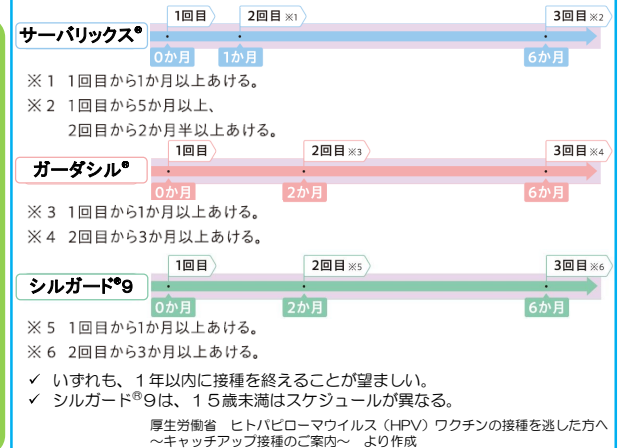 1回目 2回目※1 3回目※2
サーバリックス®
0か月 1か月 6か月
※1 1回目から1か月以上あける。
※2 1回目から5か月以上、
2回目から2か月半以上あける。
1回目 2回目※3 3回目※4
ガーダシル®
0か月 2か月 6か月
※3 1回目から1か月以上あける。
※4 2回目から3か月以上あける。
1回目 2回目※5 3回目※6
シルガード®9
0か月 2か月 6か月
※5 1回目から1か月以上あける。
※6 2回目から3か月以上あける。
✓ いずれも、1年以内に接種を終えることが望ましい。
✓ シルガード®9は、15歳未満はスケジュールが異なる。
厚生労働省 ヒトパピローマウイルス（HPV）ワクチンの接種を逃した方へ
～キャッチアップ接種のご案内～ より作成